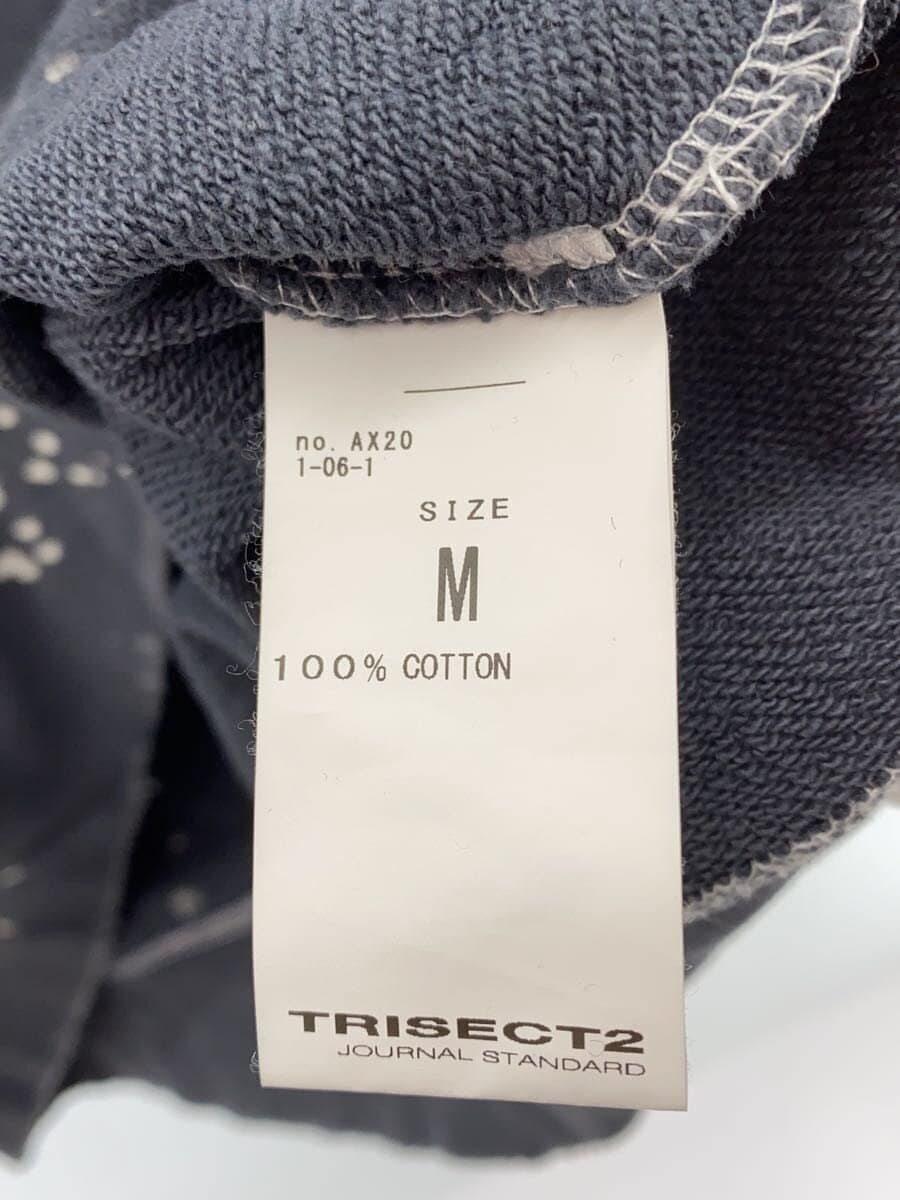 no. AX20
1-06-1
SIZE
M
100% COTTON
TRISECT2
JOURNAL STANDARD